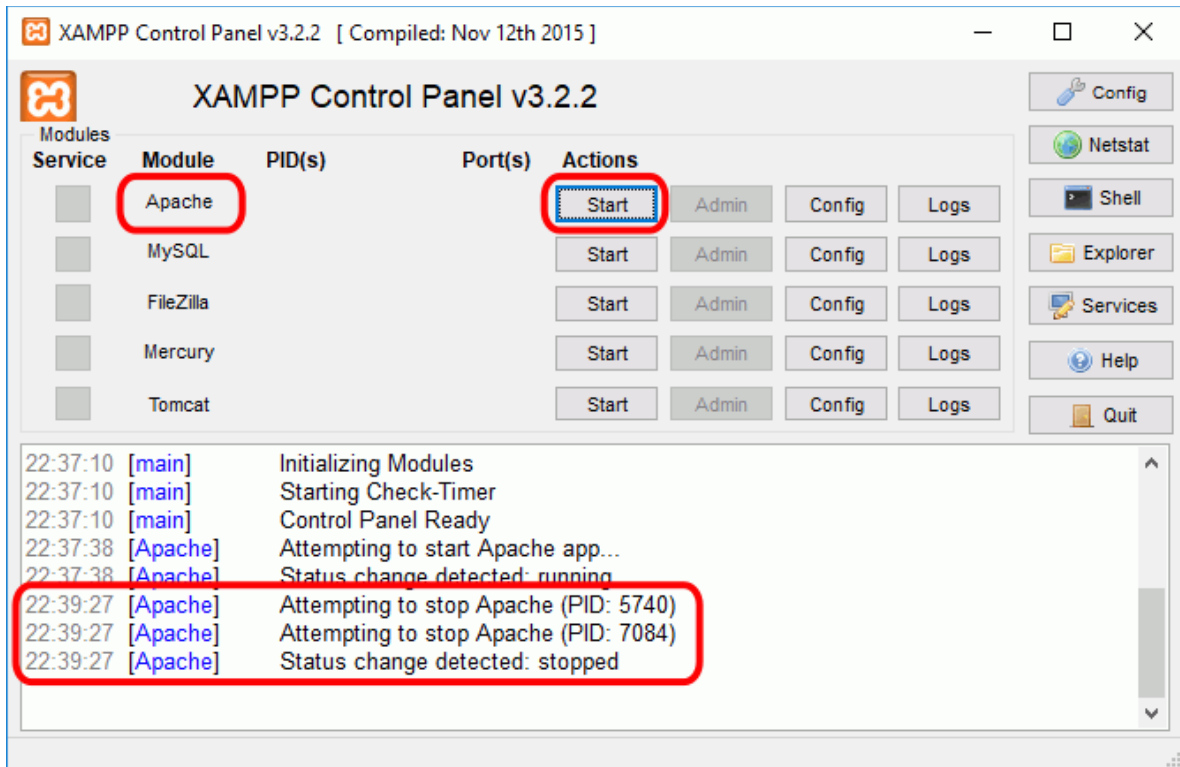 XAMPP Control Panel v3.2.2 [ Compiled: Nov 12th 2015 ]
XAMPP Control Panel v3.2.2
Config
Netstat
Shell
Explorer
Services
Help
Quit
Modules
Service Module PID(s) Port(s) Actions
Apache Start Admin Config Logs
MySQL Start Admin Config Logs
FileZilla Start Admin Config Logs
Mercury Start Admin Config Logs
Tomcat Start Admin Config Logs
22:37:10 [main] Initializing Modules
22:37:10 [main] Starting Check-Timer
22:37:10 [main] Control Panel Ready
22:37:38 [Apache] Attempting to start Apache app...
22:37:38 [Apache] Status change detected: running
22:39:27 [Apache] Attempting to stop Apache (PID: 5740)
22:39:27 [Apache] Attempting to stop Apache (PID: 7084)
22:39:27 [Apache] Status change detected: stopped